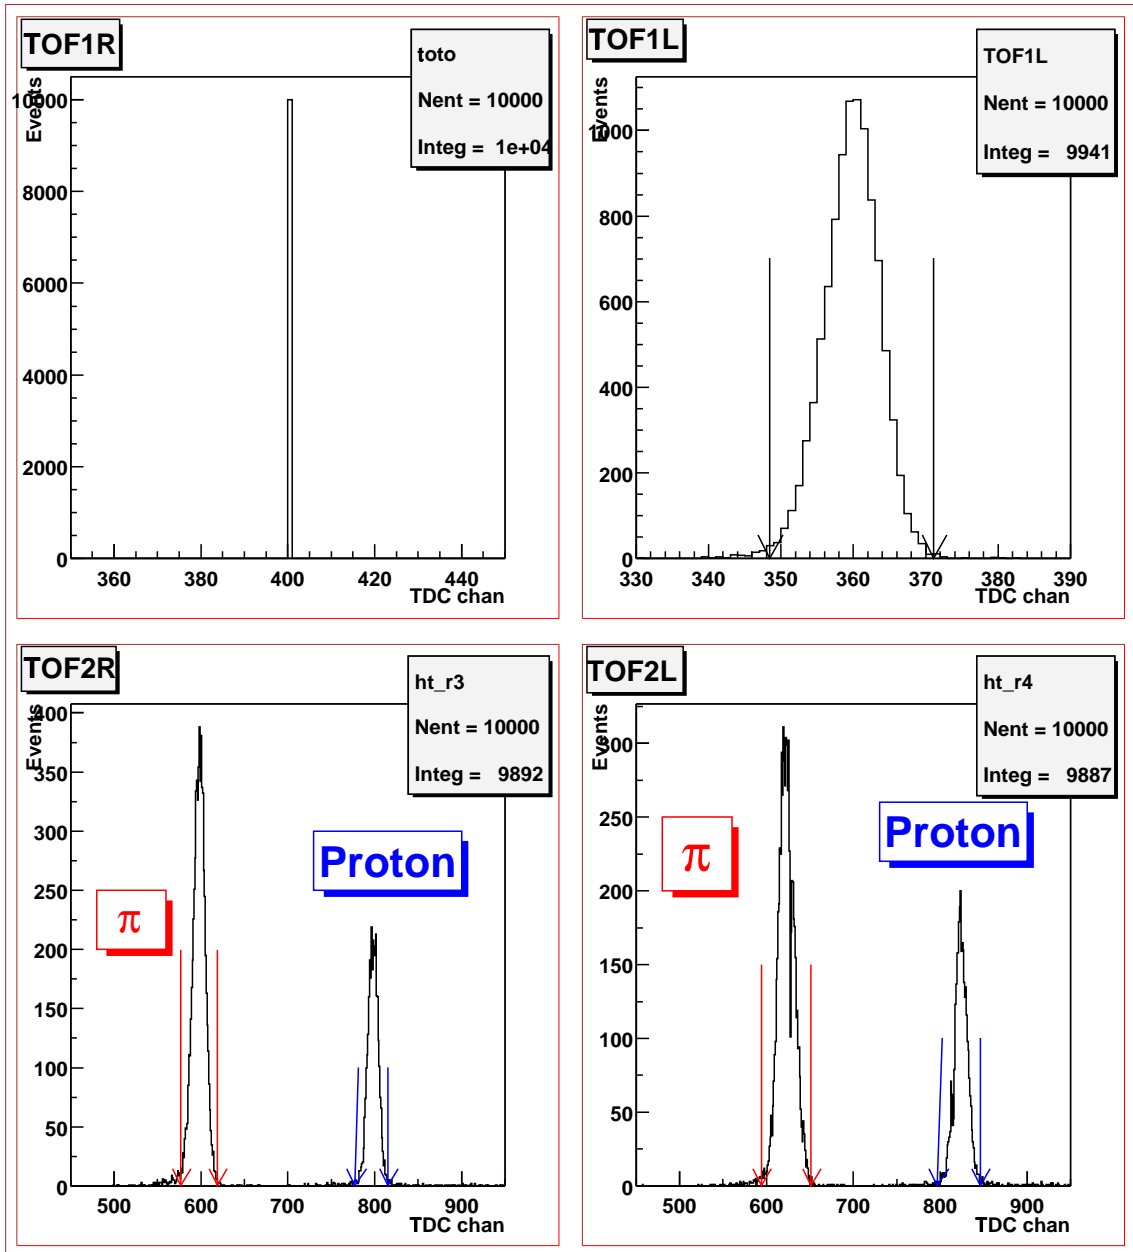 TOF1R
toto
Nent = 10000
Integ = 1e+04
Events
10000
8000
6000
4000
2000
0
360 380 400 420 440
TDC chan
TOF1L
TOF1L
Nent = 10000
Integ = 9941
Events
1000
800
600
400
200
0
330 340 350 360 370 380 390
TDC chan
TOF2R
ht_r3
Nent = 10000
Integ = 9892
Events
400
350
300
250
200
150
100
50
0
π
Proton
500 600 700 800 900
TDC chan
TOF2L
ht_r4
Nent = 10000
Integ = 9887
Events
300
250
200
150
100
50
0
π
Proton
500 600 700 800 900
TDC chan